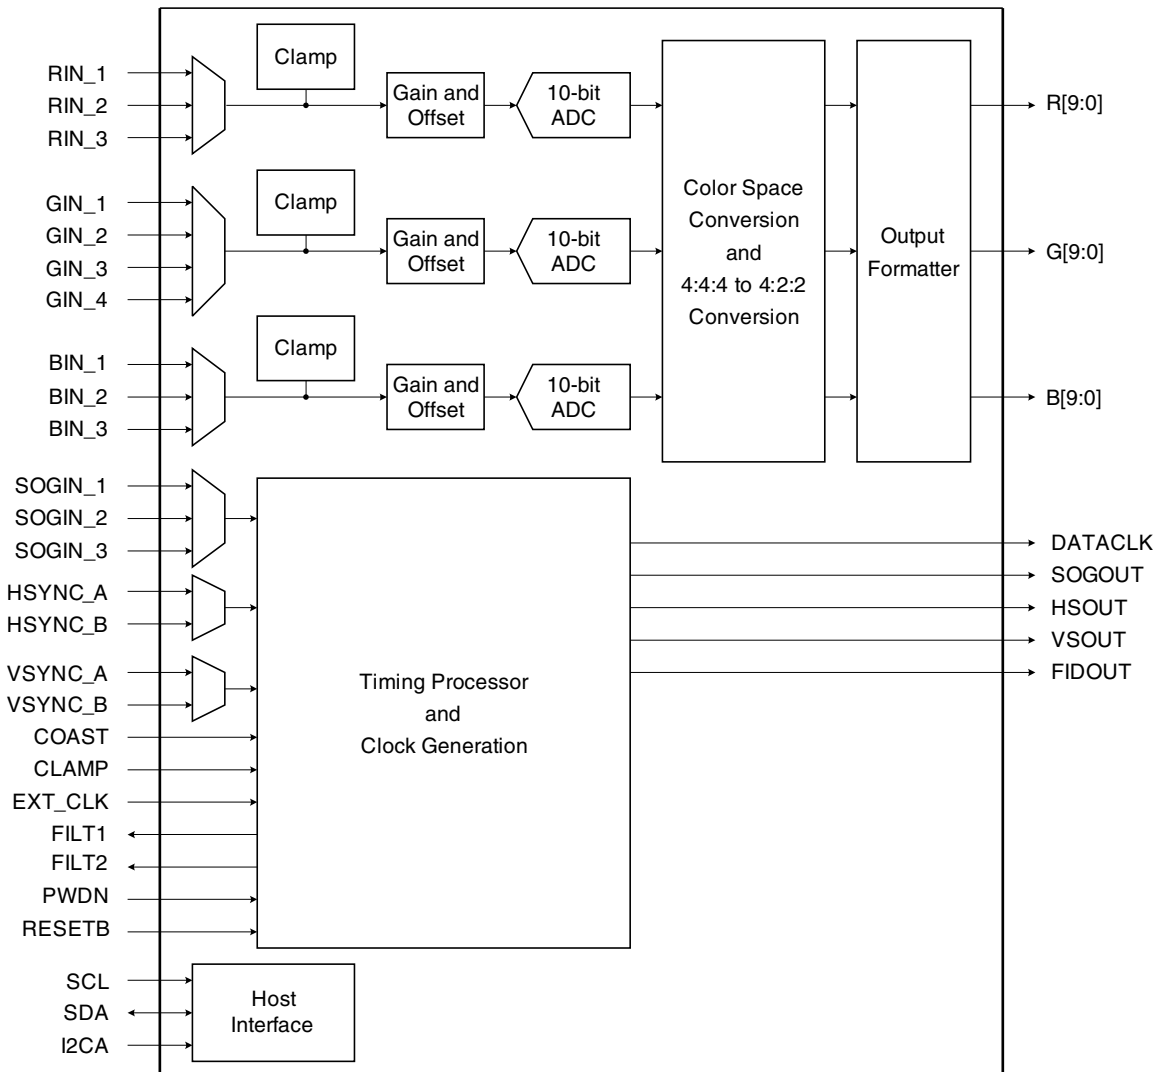 RIN_1
RIN_2
RIN_3
Clamp
Gain and
Offset
10-bit
ADC
GIN_1
GIN_2
GIN_3
GIN_4
Clamp
Gain and
Offset
10-bit
ADC
BIN_1
BIN_2
BIN_3
Clamp
Gain and
Offset
10-bit
ADC
Color Space
Conversion
and
4:4:4 to 4:2:2
Conversion
Output
Formatter
R[9:0]
G[9:0]
B[9:0]
SOGIN_1
SOGIN_2
SOGIN_3
HSYNC_A
HSYNC_B
VSYNC_A
VSYNC_B
COAST
CLAMP
EXT_CLK
FILT1
FILT2
PWDN
RESETB
Timing Processor
and
Clock Generation
DATACLK
SOGOUT
HSOUT
VSOUT
FIDOUT
SCL
SDA
I2CA
Host
Interface